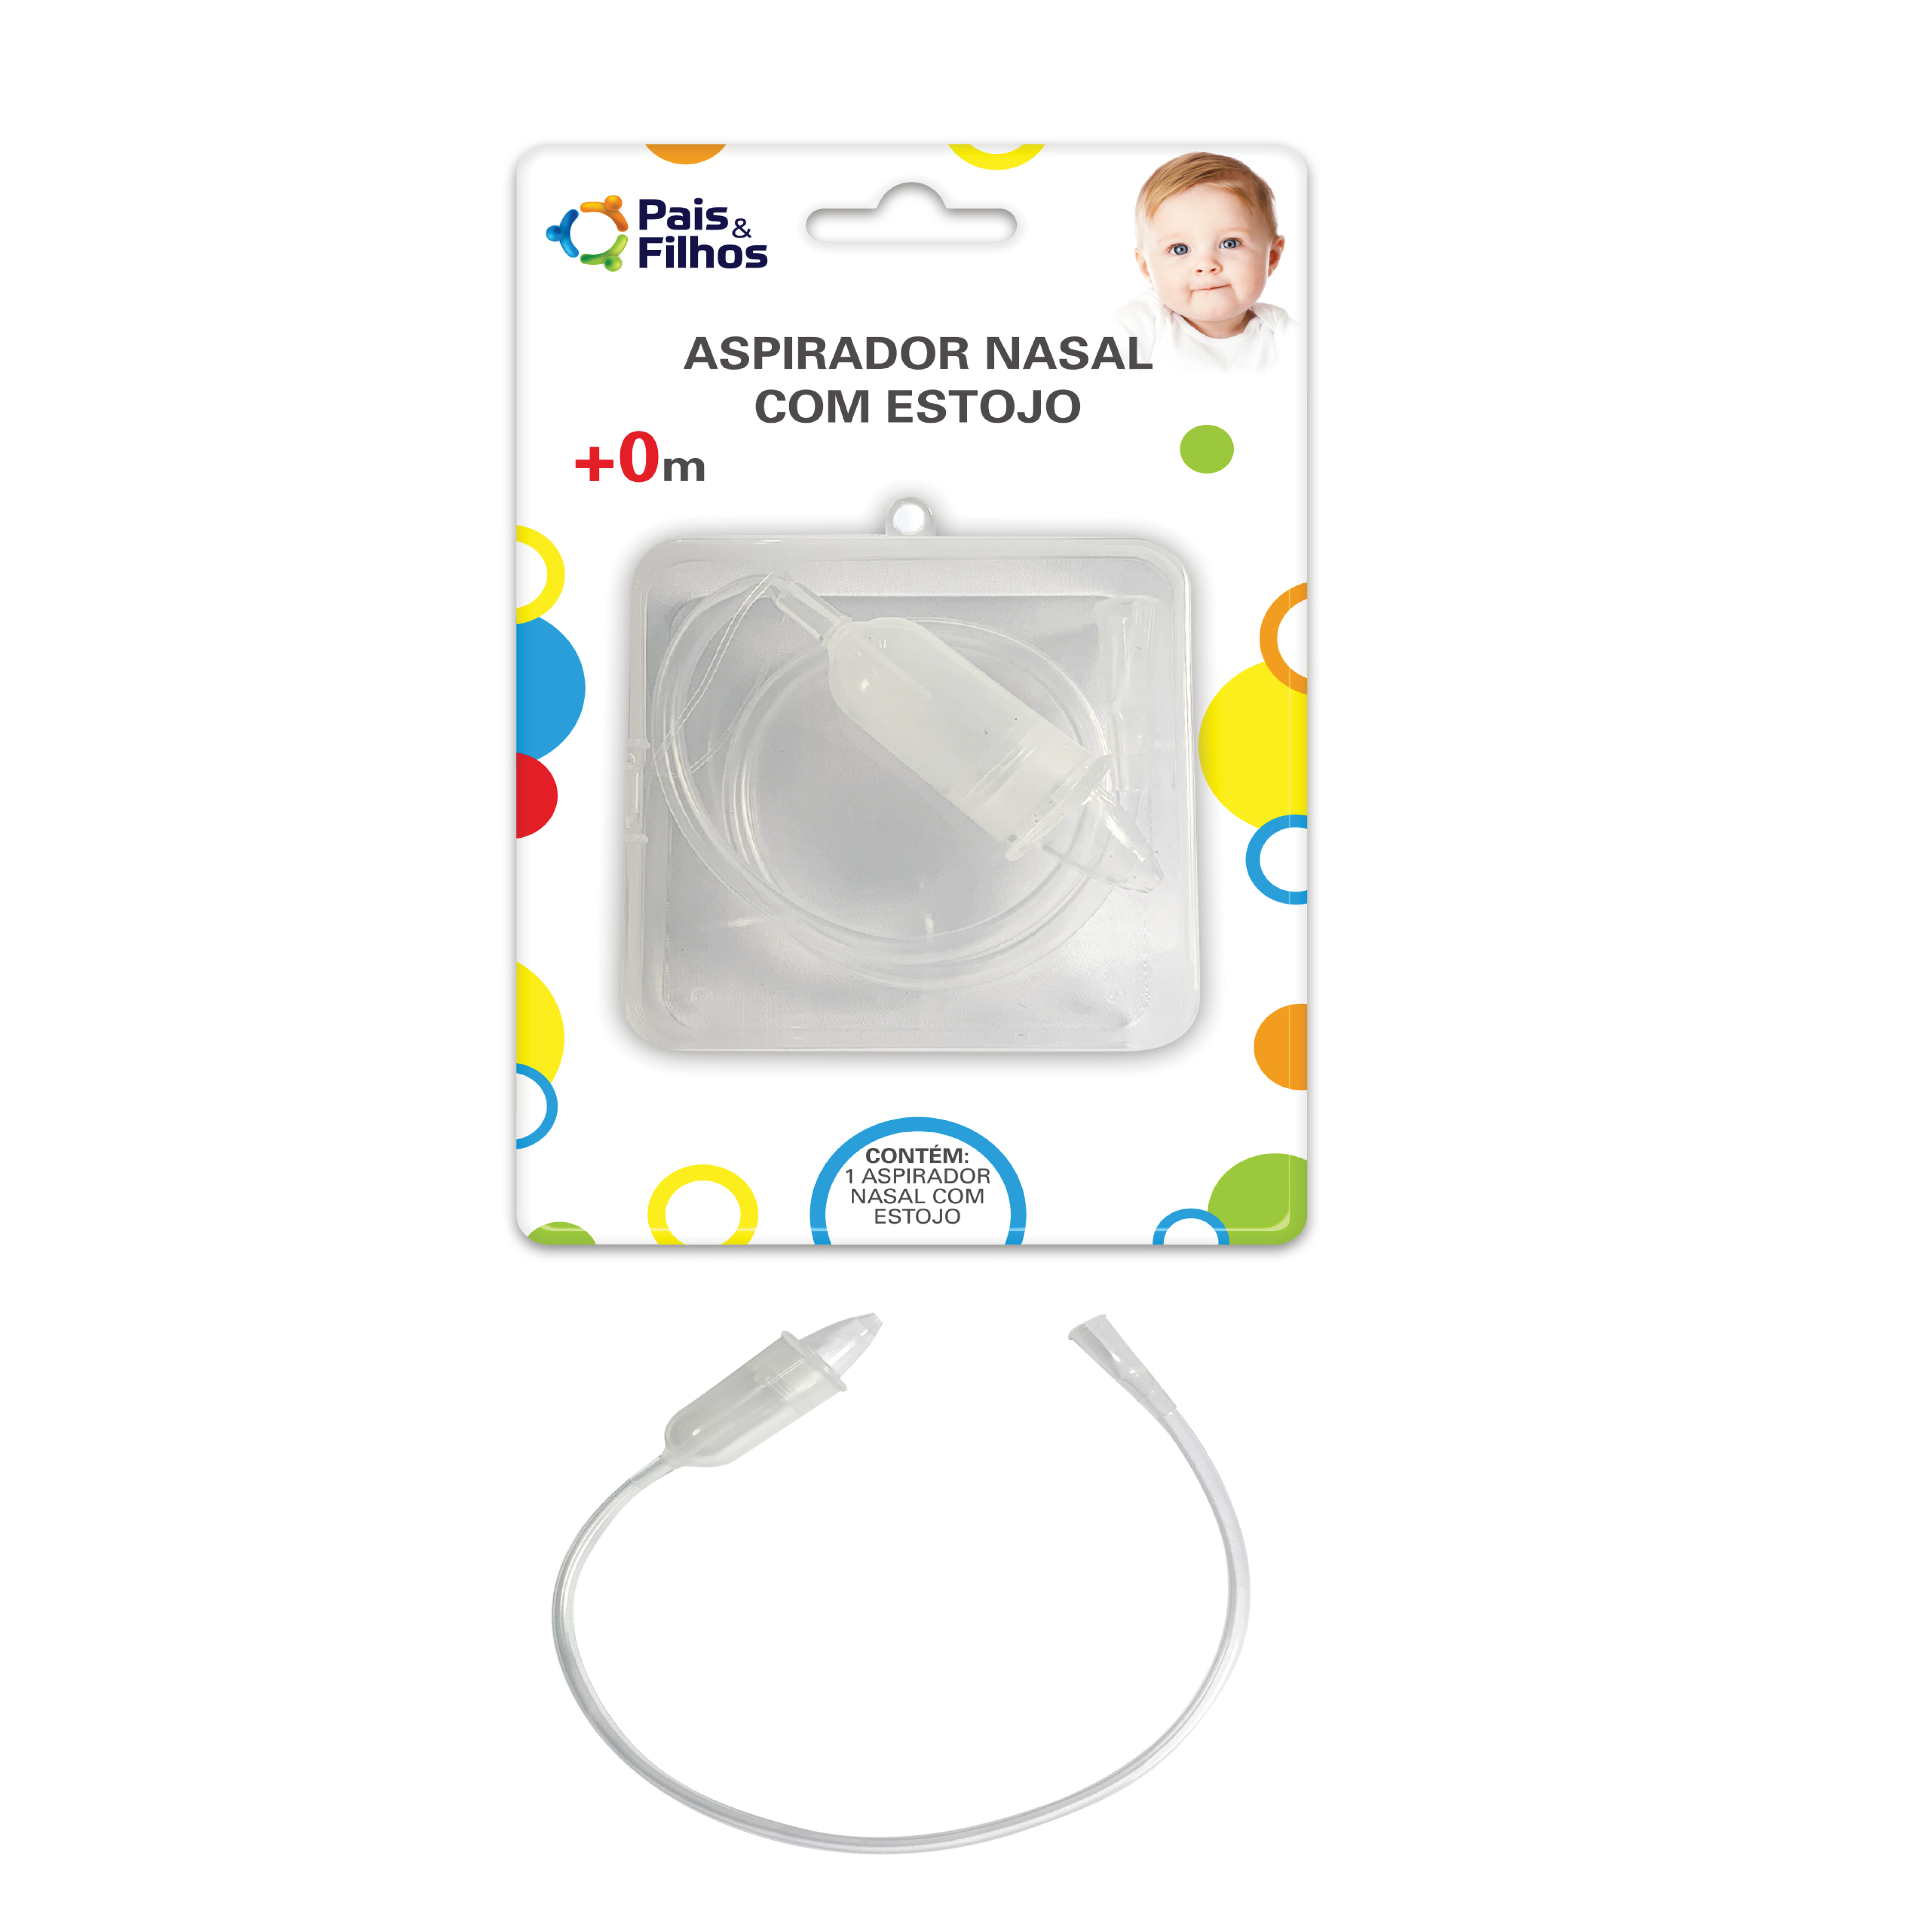 Pais &
Filhos
ASPIRADOR NASAL
COM ESTOJO
+0m
CONTÉM:
1 ASPIRADOR
NASAL COM
ESTOJO